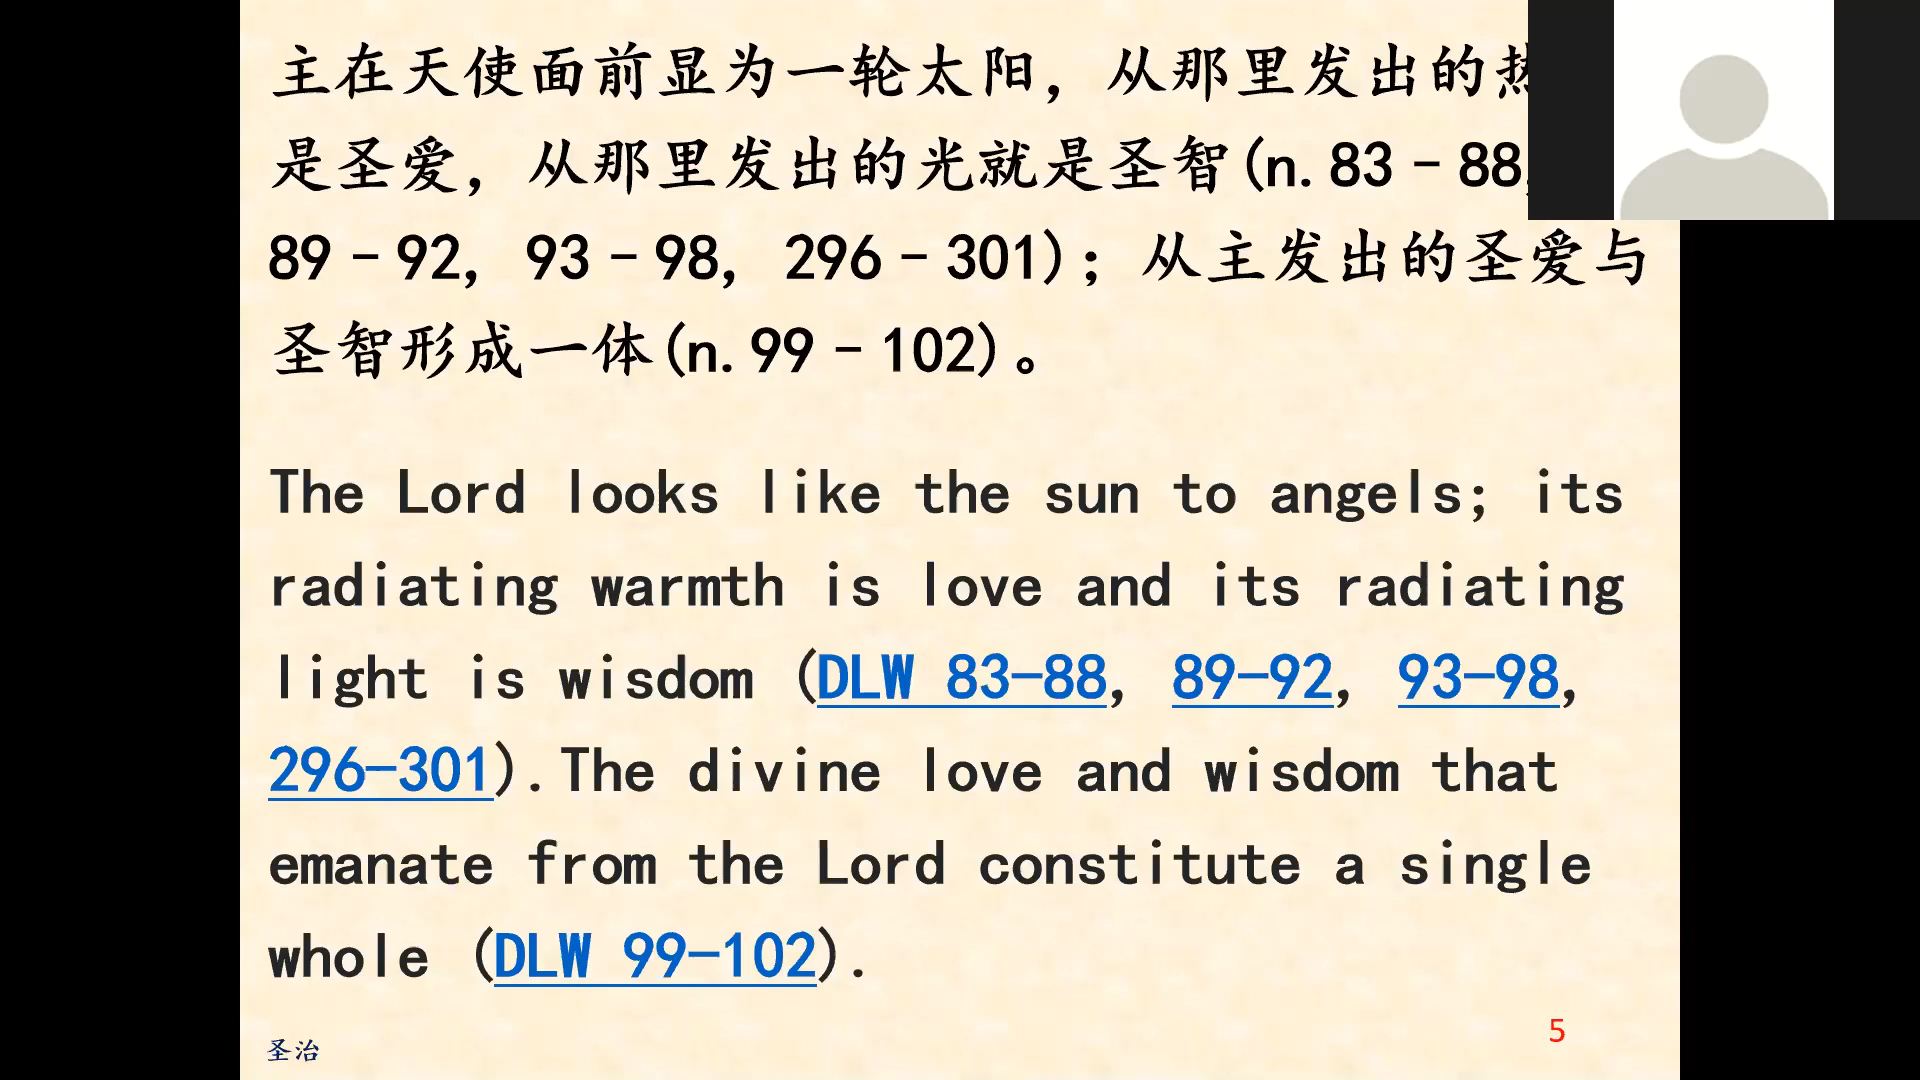 主在天使面前显为一轮太阳，从那里发出的热
是圣爱，从那里发出的光就是圣智(n.83–88,
89–92, 93–98, 296–301)；从主发出的圣爱与
圣智形成一体(n.99–102)。
The Lord looks like the sun to angels; its
radiating warmth is love and its radiating
light is wisdom (DLW 83-88, 89-92, 93-98,
296-301).The divine love and wisdom that
emanate from the Lord constitute a single
whole (DLW 99-102).
圣治
5